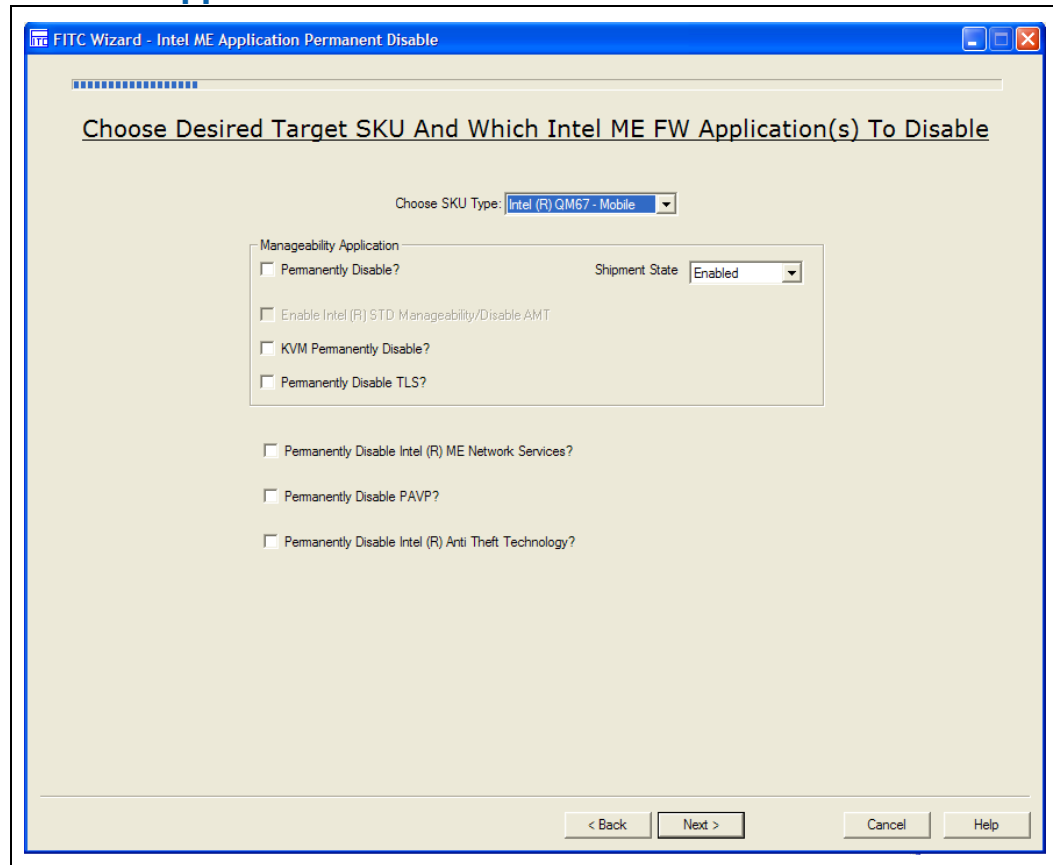 FITC Wizard - Intel ME Application Permanent Disable
Choose Desired Target SKU And Which Intel ME FW Application(s) To Disable
Choose SKU Type: Intel (R) QM67 - Mobile
Manageability Application
Permanently Disable? Shipment State Enabled
Enable Intel (R) STD Manageability/Disable AMT
KVM Permanently Disable?
Permanently Disable TLS?
Permanently Disable Intel (R) ME Network Services?
Permanently Disable PAVP?
Permanently Disable Intel (R) Anti Theft Technology?
< Back Next > Cancel Help